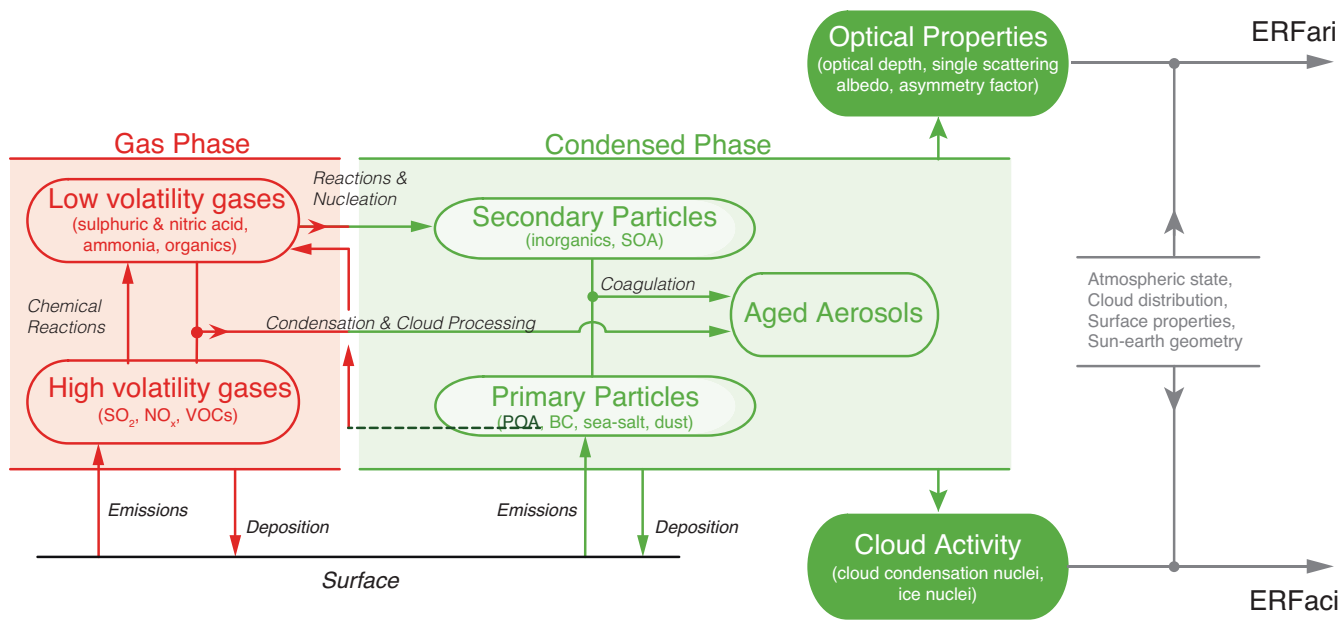 Optical Properties
(optical depth, single scattering
albedo, asymmetry factor)
ERFari
Gas Phase
Condensed Phase
Low volatility gases
(sulphuric & nitric acid,
ammonia, organics)
Reactions &
Nucleation
Secondary Particles
(inorganics, SOA)
Chemical
Reactions
Coagulation
Aged Aerosols
Condensation & Cloud Processing
Atmospheric state,
Cloud distribution,
Surface properties,
Sun-earth geometry
High volatility gases
(SO₂, NOₓ, VOCs)
Primary Particles
(POA, BC, sea-salt, dust)
Emissions
Deposition
Emissions
Deposition
Surface
Cloud Activity
(cloud condensation nuclei,
ice nuclei)
ERFaci